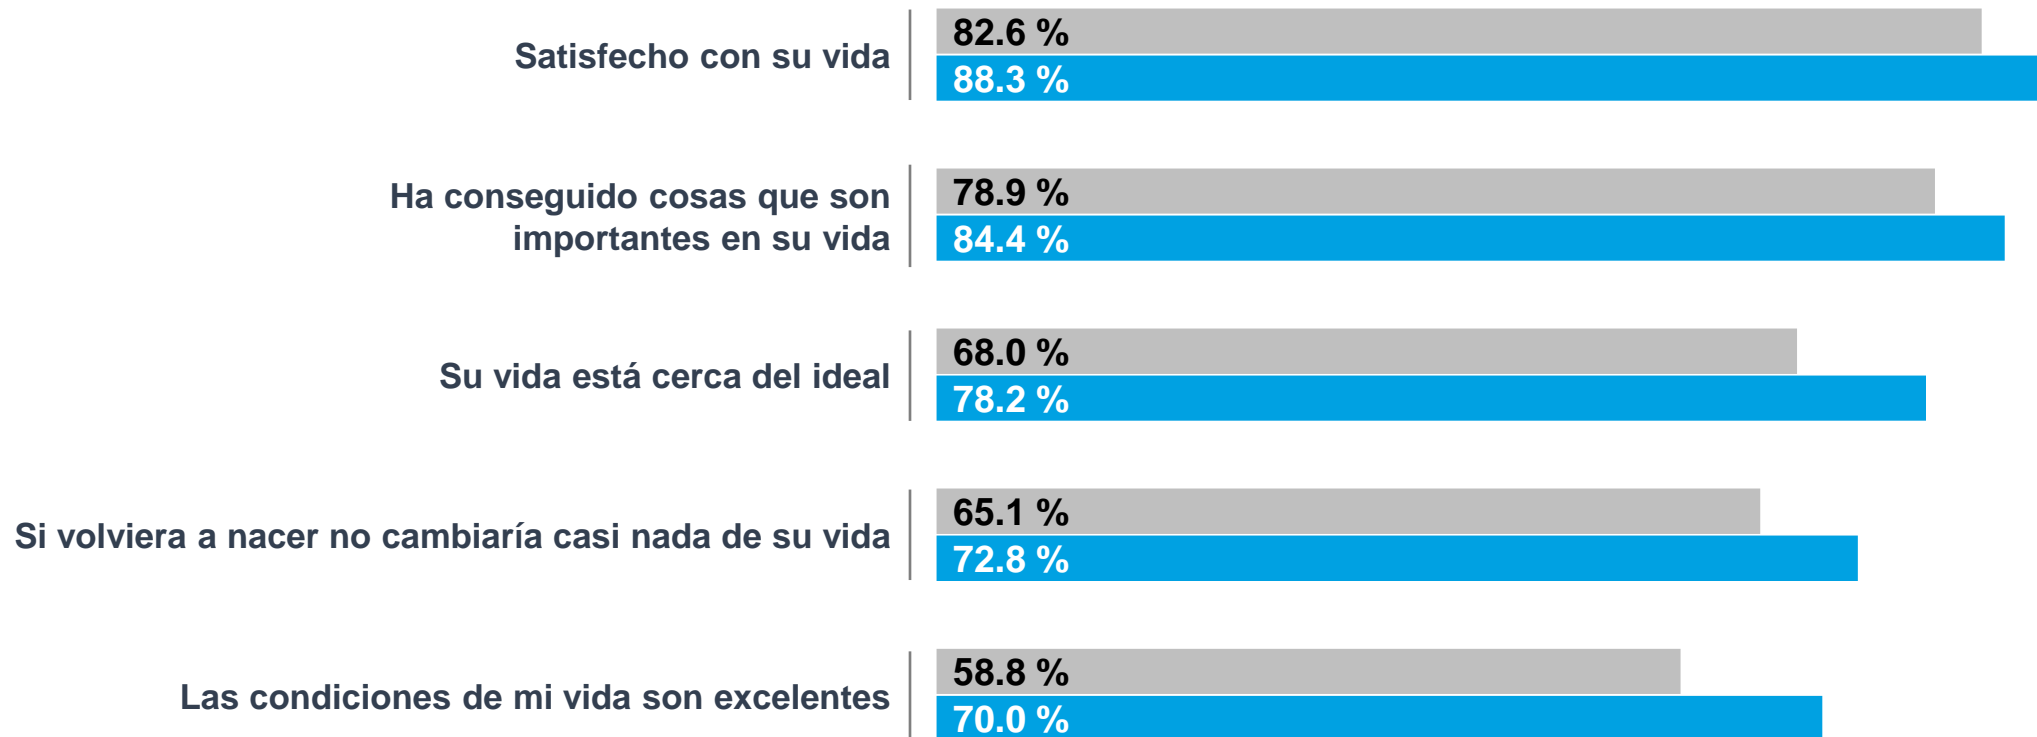 Satisfecho con su vida
82.6 %
88.3 %
Ha conseguido cosas que son
importantes en su vida
78.9 %
84.4 %
Su vida está cerca del ideal
68.0 %
78.2 %
Si volviera a nacer no cambiaría casi nada de su vida
65.1 %
72.8 %
Las condiciones de mi vida son excelentes
58.8 %
70.0 %